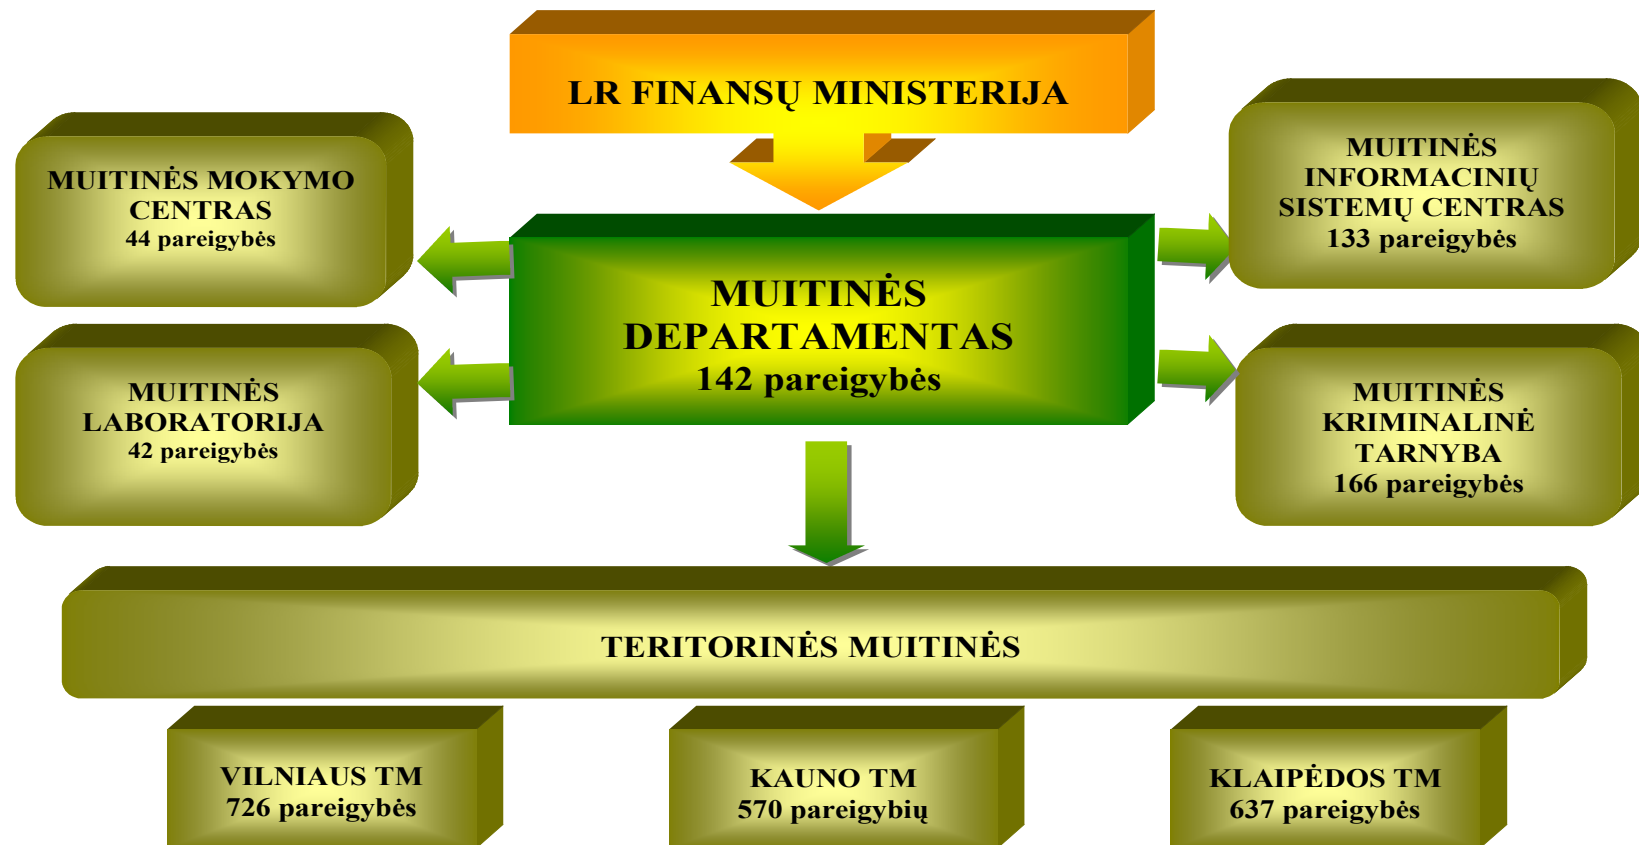 LR FINANSŲ MINISTERIJA
MUITINĖS MOKYMO
CENTRAS
44 pareigybės
MUITINĖS
INFORMACINIŲ
SISTEMŲ CENTRAS
133 pareigybės
MUITINĖS
DEPARTAMENTAS
142 pareigybės
MUITINĖS
LABORATORIJA
42 pareigybės
MUITINĖS
KRIMINALINĖ
TARNYBA
166 pareigybės
TERITORINĖS MUITINĖS
VILNIAUS TM
726 pareigybės
KAUNO TM
570 pareigybių
KLAIPĖDOS TM
637 pareigybės